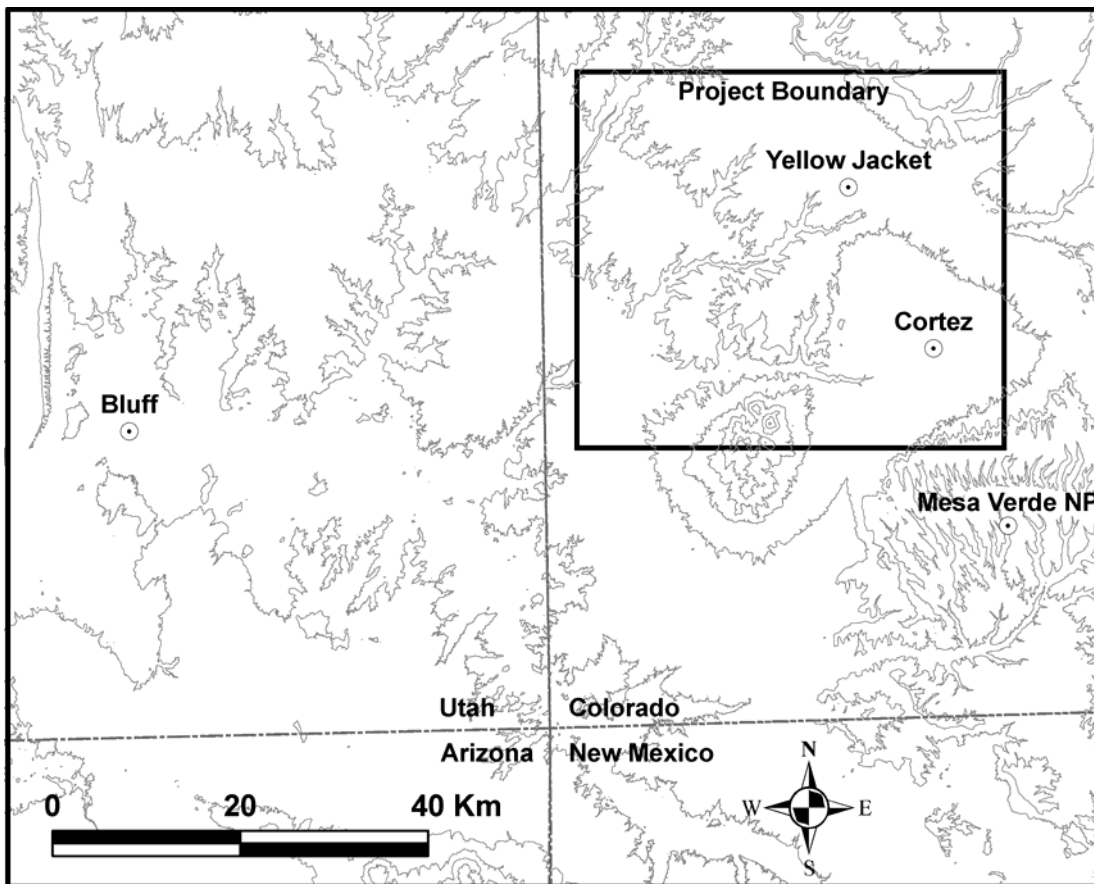 Project Boundary
Yellow Jacket
Cortez
Bluff
Mesa Verde NP
Utah Colorado
Arizona New Mexico
0 20 40 Km
N
W E
S